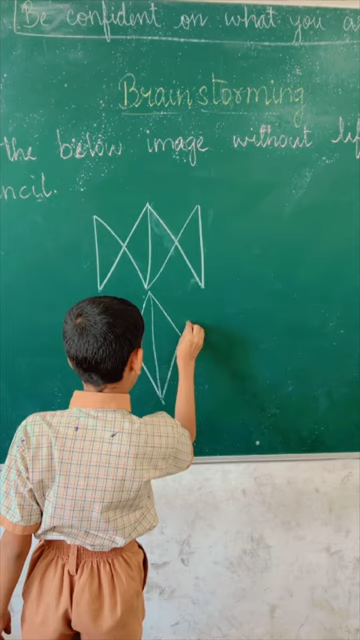 Be confident on what you a
Brainstorming
the below image without lif
ncil.